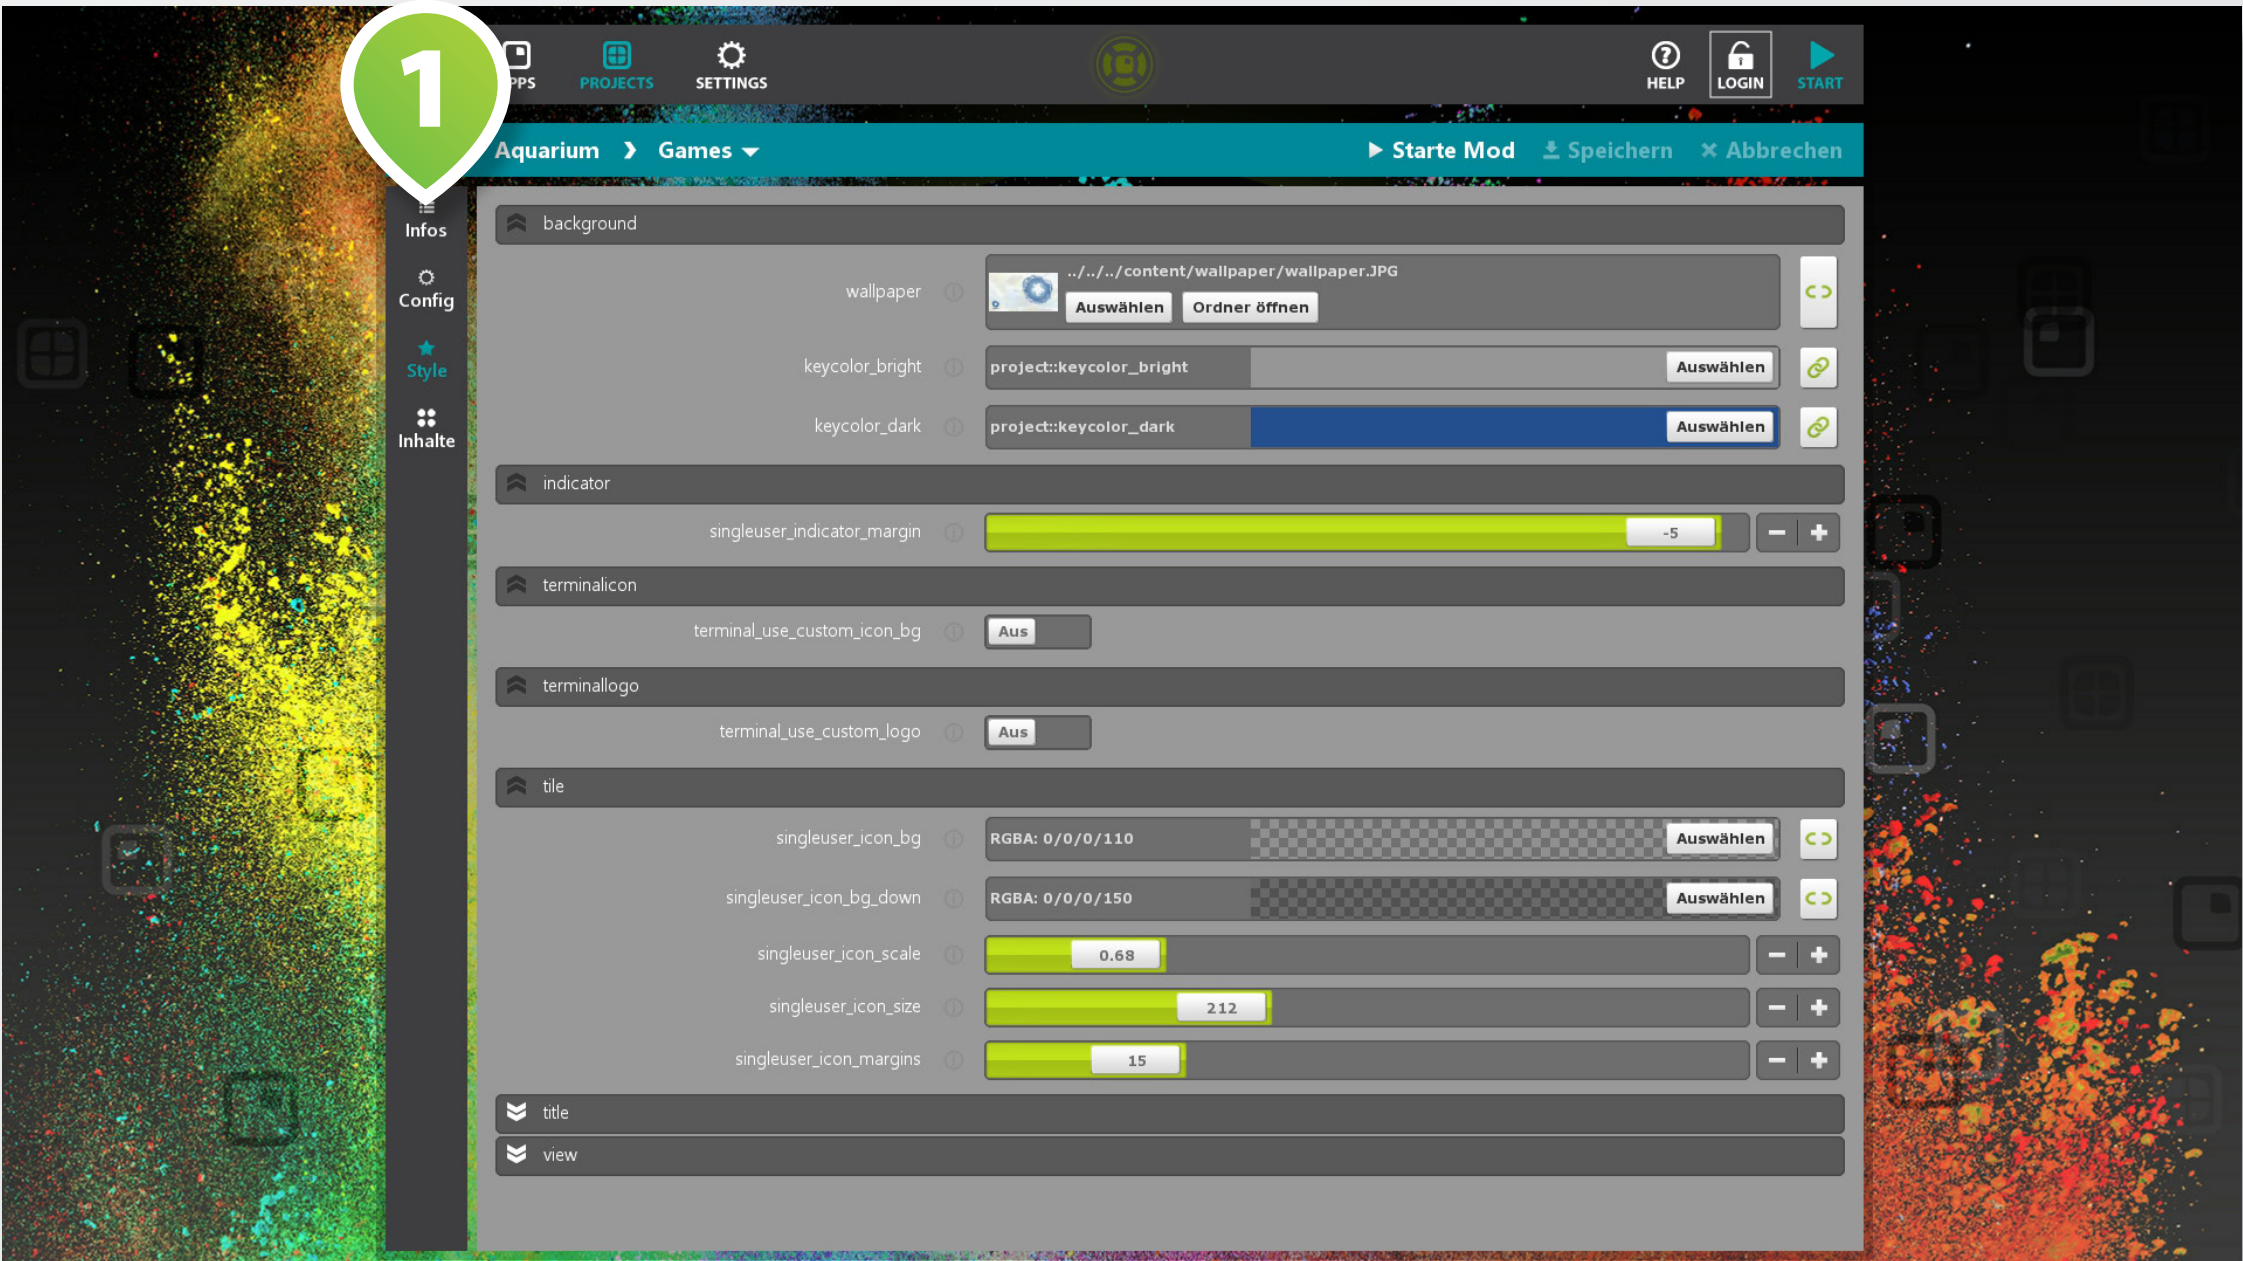 1
PPS
PROJECTS
SETTINGS
HELP
LOGIN
START
Aquarium
Games
Starte Mod
Speichern
Abbrechen
Infos
Config
Style
Inhalte
background
wallpaper
../../../content/wallpaper/wallpaper.JPG
Auswählen
Ordner öffnen
keycolor_bright
project::keycolor_bright
Auswählen
keycolor_dark
project::keycolor_dark
Auswählen
indicator
singleuser_indicator_margin
-5
terminalicon
terminal_use_custom_icon_bg
Aus
terminallogo
terminal_use_custom_logo
Aus
tile
singleuser_icon_bg
RGBA: 0/0/0/110
Auswählen
singleuser_icon_bg_down
RGBA: 0/0/0/150
Auswählen
singleuser_icon_scale
0.68
singleuser_icon_size
212
singleuser_icon_margins
15
title
view